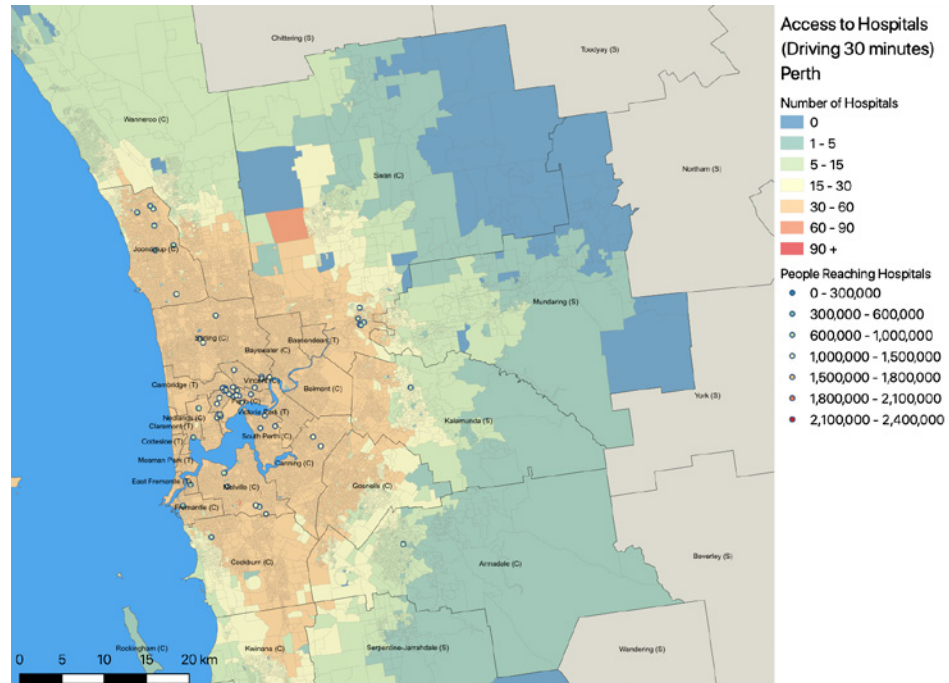 Access to Hospitals
(Driving 30 minutes)
Perth
Number of Hospitals
0
1 - 5
5 - 15
15 - 30
30 - 60
60 - 90
90 +
People Reaching Hospitals
0 - 300,000
300,000 - 600,000
600,000 - 1,000,000
1,000,000 - 1,500,000
1,500,000 - 1,800,000
1,800,000 - 2,100,000
2,100,000 - 2,400,000
Chittering (S)
Toodyay (S)
Wanneroo (C)
Northam (S)
Swan (C)
Joondalup (C)
Mundaring (S)
Stirling (C)
Bassendean (T)
Bayswater (C)
Cambridge (T)
Vincent (C)
Belmont (C)
York (S)
Perth (C)
Nedlands (C)
Victoria Park (T)
Claremont (T)
Kalamunda (S)
South Perth (C)
Cottesloe (T)
Mosman Park (T)
Canning (C)
East Fremantle (T)
Melville (C)
Gosnells (C)
Fremantle (C)
Beverley (S)
Cockburn (C)
Armadale (C)
Rockingham (C)
Kwinana (C)
Serpentine-Jarrahdale (S)
Wandering (S)
0 5 10 15 20 km